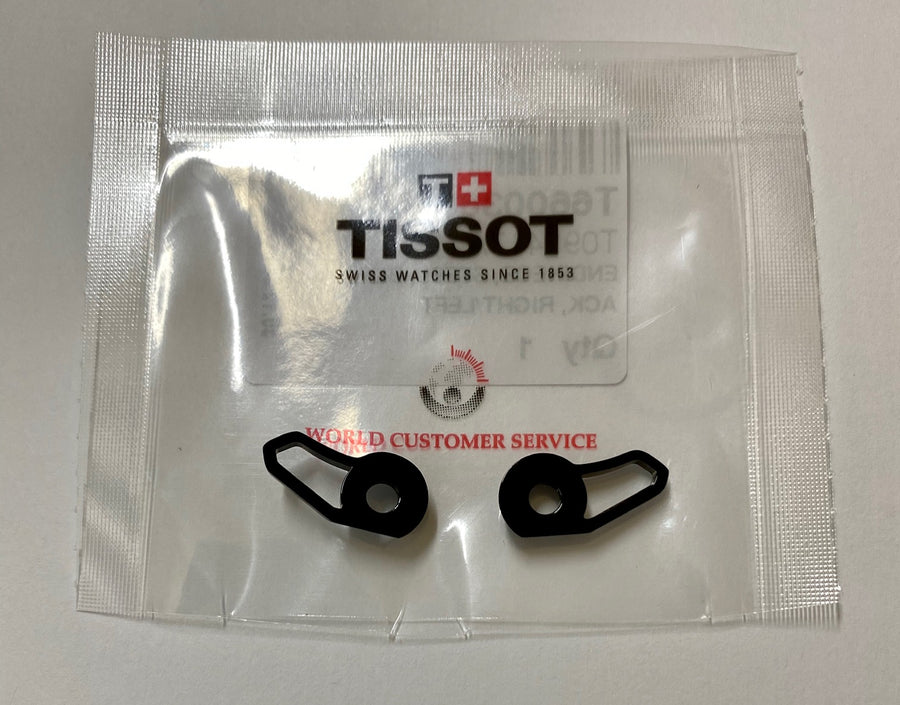 T+
TISSOT
SWISS WATCHES SINCE 1853
ACK, RIGHT/LEFT
Qty 1
WORLD CUSTOMER SERVICE